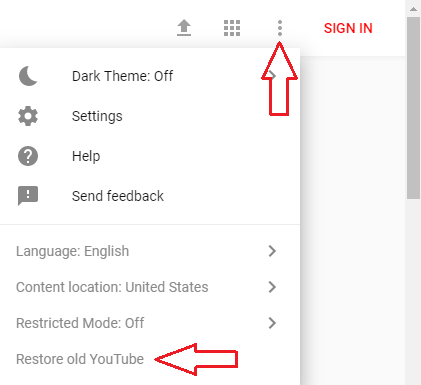 SIGN IN
Dark Theme: Off
Settings
Help
Send feedback
Language: English
Content location: United States
Restricted Mode: Off
Restore old YouTube